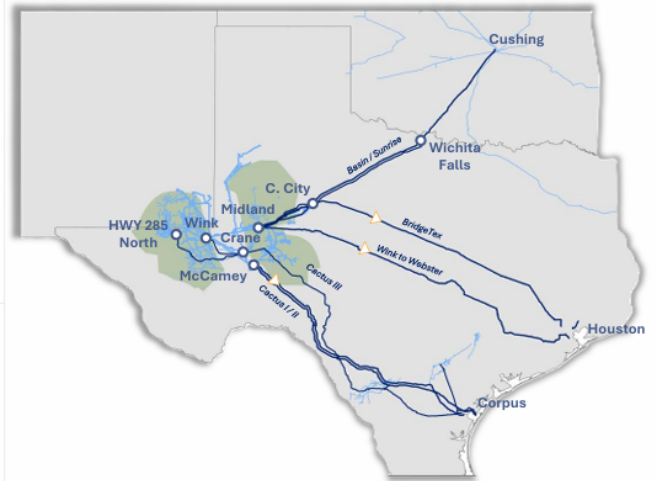 Cushing
Basin / Sunrise
Wichita
Falls
C. City
Midland
BridgeTex
HWY 285
North
Wink
Crane
Wink to Webster
McCamey
Cactus III
Cactus I / II
Houston
Corpus